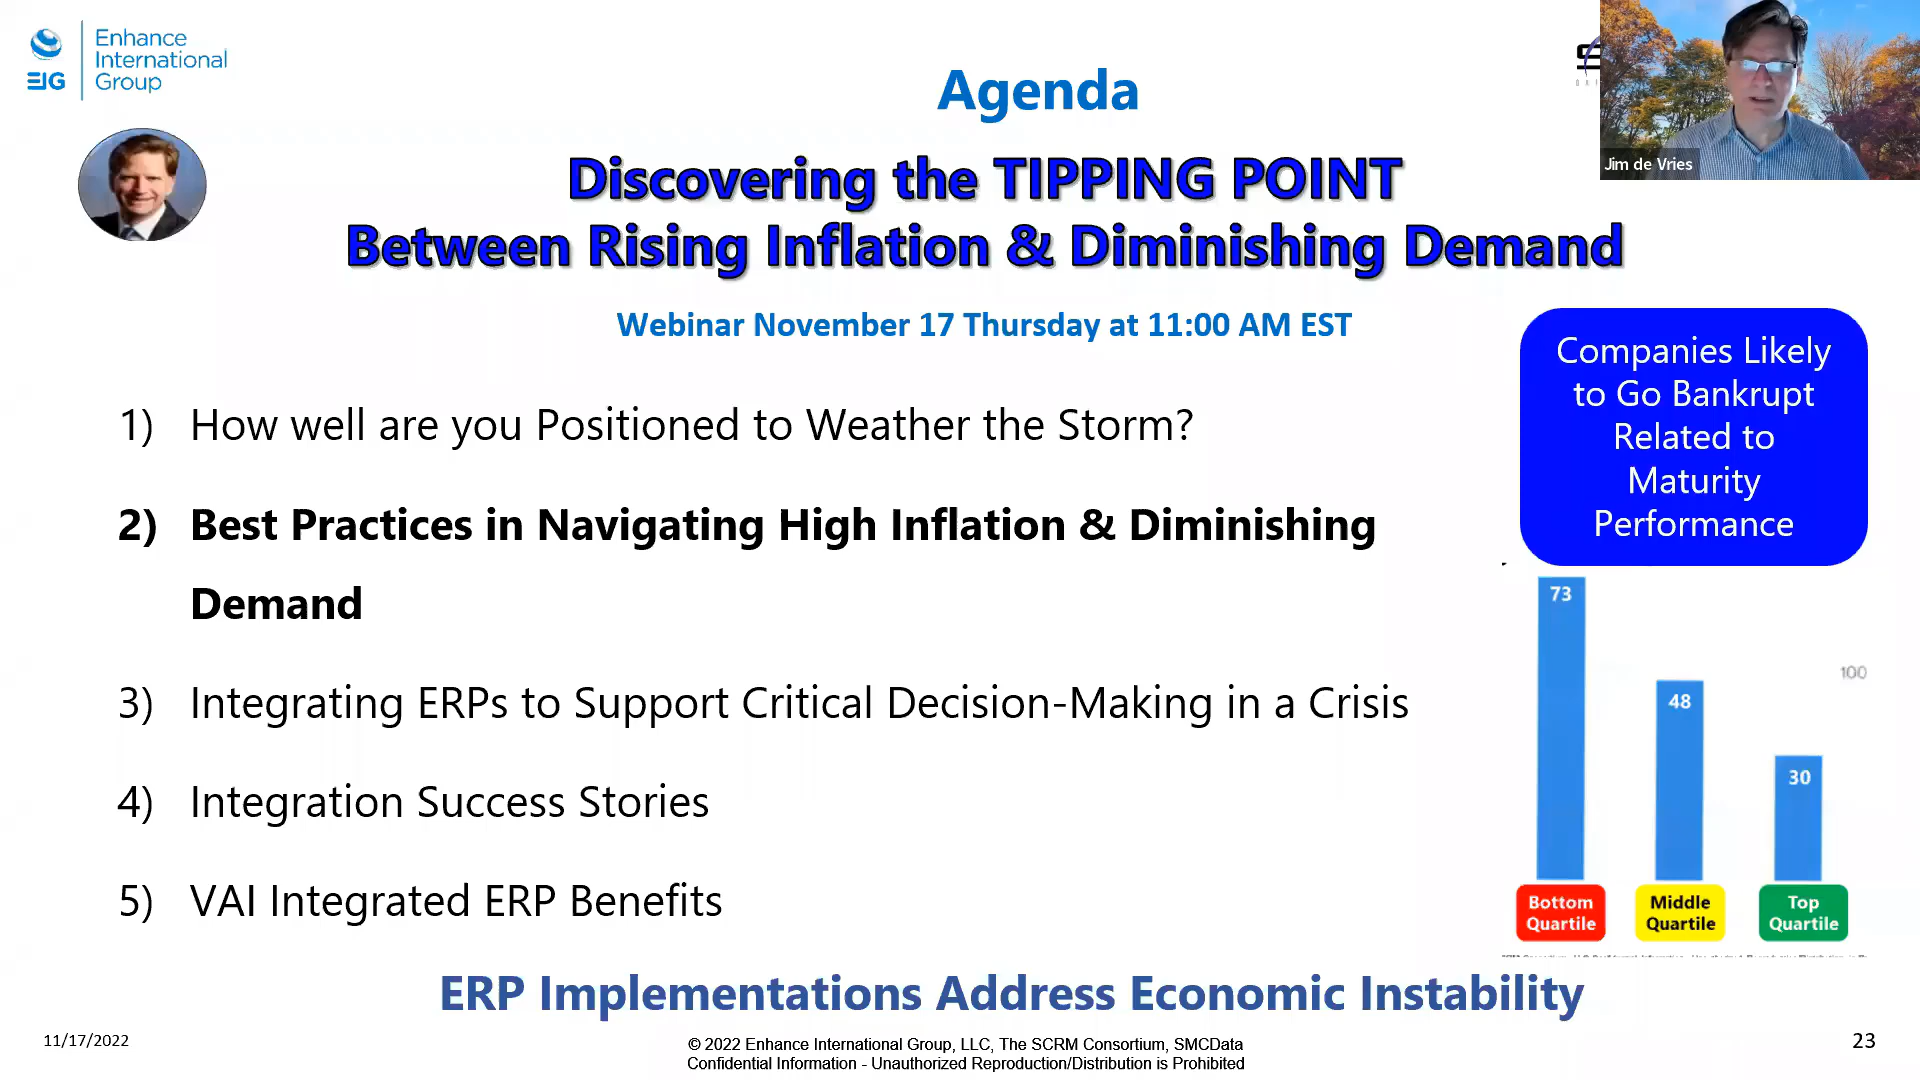 Enhance
International
Group
EIG
Agenda
Jim de Vries
Discovering the TIPPING POINT
Between Rising Inflation & Diminishing Demand
Webinar November 17 Thursday at 11:00 AM EST
1) How well are you Positioned to Weather the Storm?
2) Best Practices in Navigating High Inflation & Diminishing
Demand
3) Integrating ERPs to Support Critical Decision-Making in a Crisis
4) Integration Success Stories
5) VAI Integrated ERP Benefits
Companies Likely
to Go Bankrupt
Related to
Maturity
Performance
73
48
30
100
Bottom
Quartile
Middle
Quartile
Top
Quartile
ERP Implementations Address Economic Instability
11/17/2022
© 2022 Enhance International Group, LLC, The SCRM Consortium, SMCData
Confidential Information - Unauthorized Reproduction/Distribution is Prohibited
23